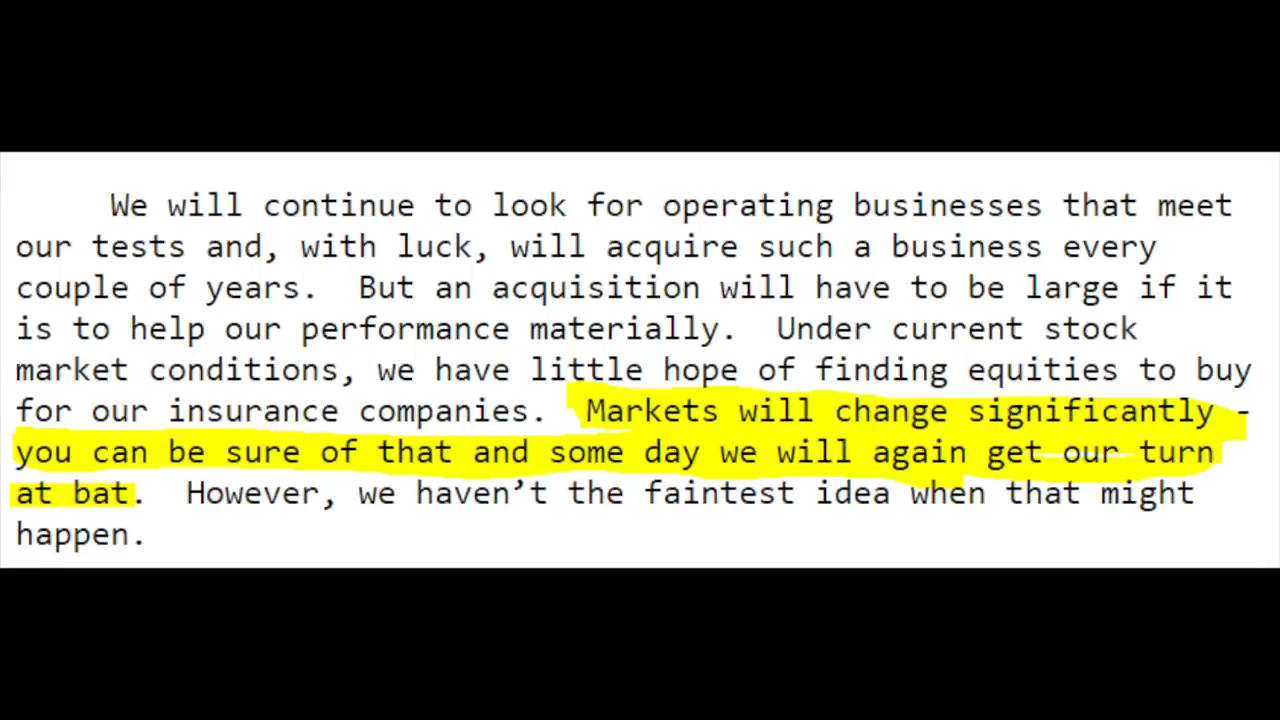 We will continue to look for operating businesses that meet
our tests and, with luck, will acquire such a business every
couple of years.  But an acquisition will have to be large if it
is to help our performance materially.  Under current stock
market conditions, we have little hope of finding equities to buy
for our insurance companies.  Markets will change significantly -
you can be sure of that and some day we will again get our turn
at bat.  However, we haven’t the faintest idea when that might
happen.